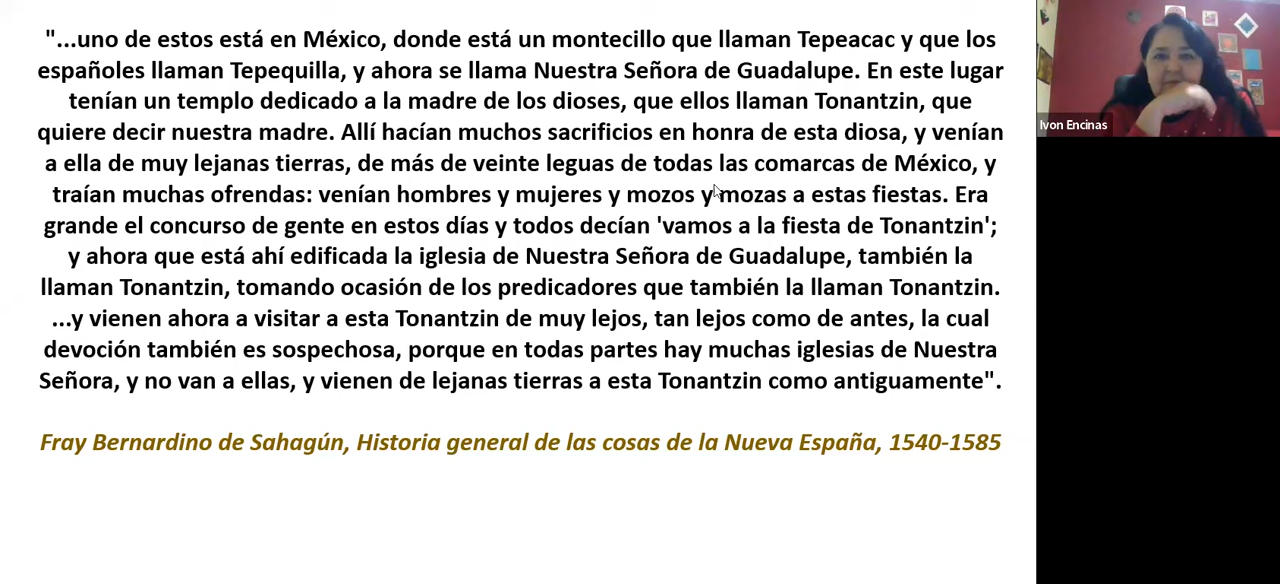 "...uno de estos está en México, donde está un montecillo que llaman Tepeacac y que los
españoles llaman Tepequilla, y ahora se llama Nuestra Señora de Guadalupe. En este lugar
tenían un templo dedicado a la madre de los dioses, que ellos llaman Tonantzin, que
quiere decir nuestra madre. Allí hacían muchos sacrificios en honra de esta diosa, y venían
a ella de muy lejanas tierras, de más de veinte leguas de todas las comarcas de México, y
traían muchas ofrendas: venían hombres y mujeres y mozos y mozas a estas fiestas. Era
grande el concurso de gente en estos días y todos decían 'vamos a la fiesta de Tonantzin';
y ahora que está ahí edificada la iglesia de Nuestra Señora de Guadalupe, también la
llaman Tonantzin, tomando ocasión de los predicadores que también la llaman Tonantzin.
...y vienen ahora a visitar a esta Tonantzin de muy lejos, tan lejos como de antes, la cual
devoción también es sospechosa, porque en todas partes hay muchas iglesias de Nuestra
Señora, y no van a ellas, y vienen de lejanas tierras a esta Tonantzin como antiguamente".
Fray Bernardino de Sahagún, Historia general de las cosas de la Nueva España, 1540-1585
Ivon Encinas